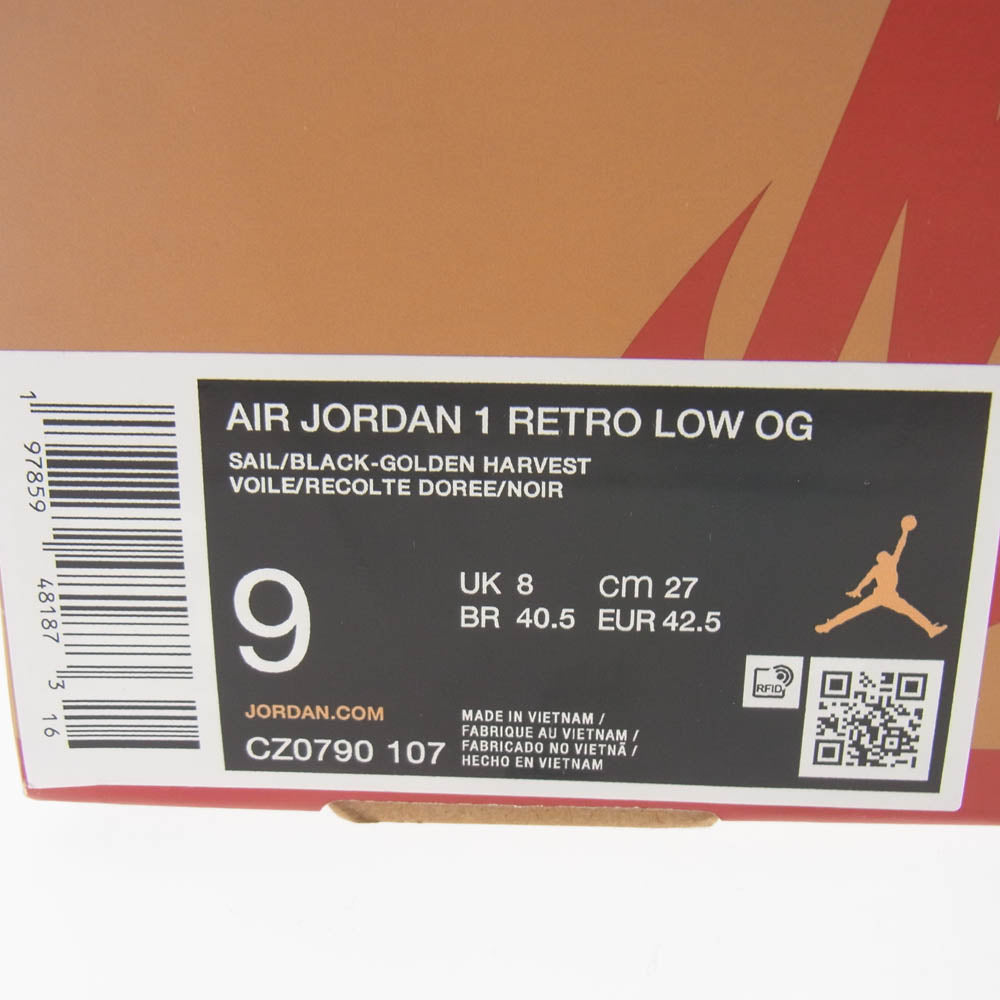 AIR JORDAN 1 RETRO LOW OG
SAIL/BLACK-GOLDEN HARVEST
VOILE/RECOLTE DOREE/NOIR
9
UK 8 cm 27
BR 40.5 EUR 42.5
RFID
JORDAN.COM
CZ0790 107
MADE IN VIETNAM /
FABRIQUE AU VIETNAM /
FABRICADO NO VIETNÃ /
HECHO EN VIETNAM
1 97859 48187 3 16